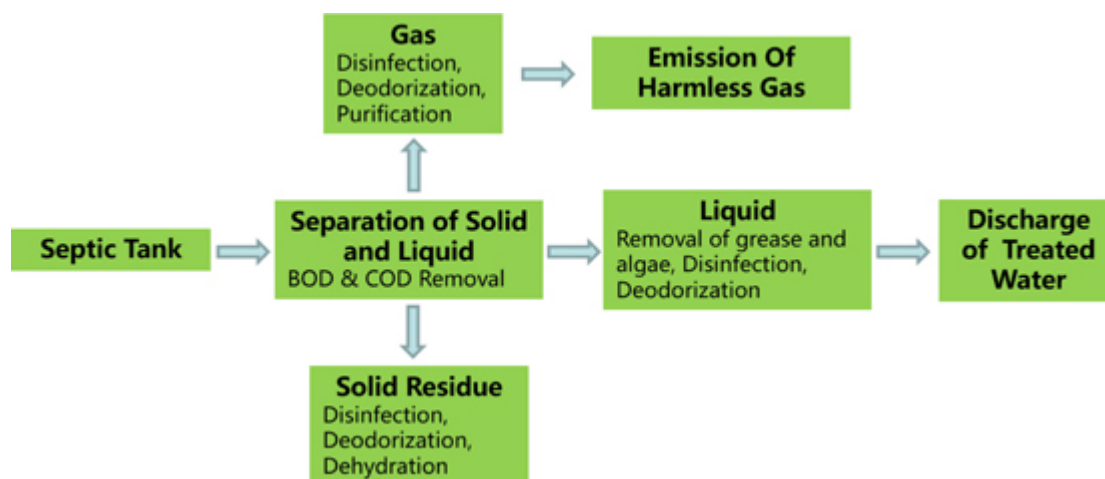 Gas
Disinfection,
Deodorization,
Purification
Emission Of
Harmless Gas
Septic Tank
Separation of Solid
and Liquid
BOD & COD Removal
Liquid
Removal of grease and
algae, Disinfection,
Deodorization
Discharge
of Treated
Water
Solid Residue
Disinfection,
Deodorization,
Dehydration